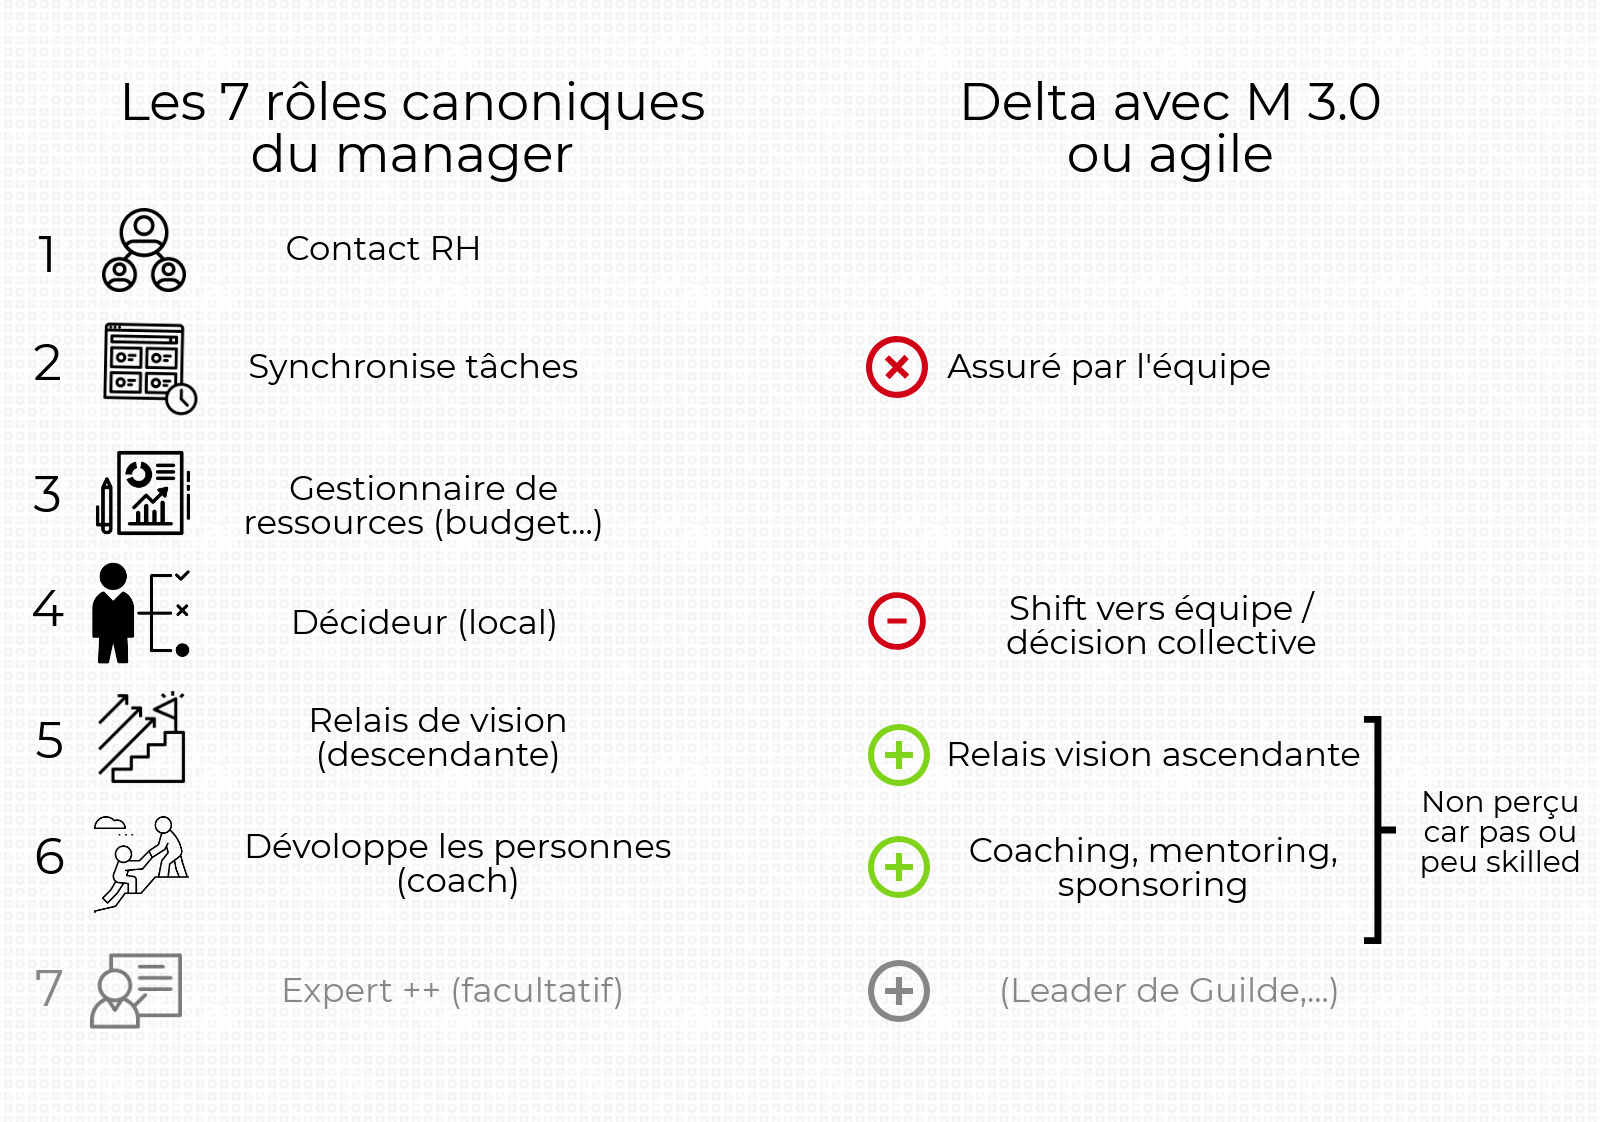 Les 7 rôles canoniques
du manager
Delta avec M 3.0
ou agile
1
Contact RH
2
Synchronise tâches
Assuré par l'équipe
3
Gestionnaire de
ressources (budget...)
4
Décideur (local)
Shift vers équipe /
décision collective
5
Relais de vision
(descendante)
Relais vision ascendante
6
Dévoloppe les personnes
(coach)
Coaching, mentoring,
sponsoring
Non perçu
car pas ou
peu skilled
7
Expert ++ (facultatif)
(Leader de Guilde,...)